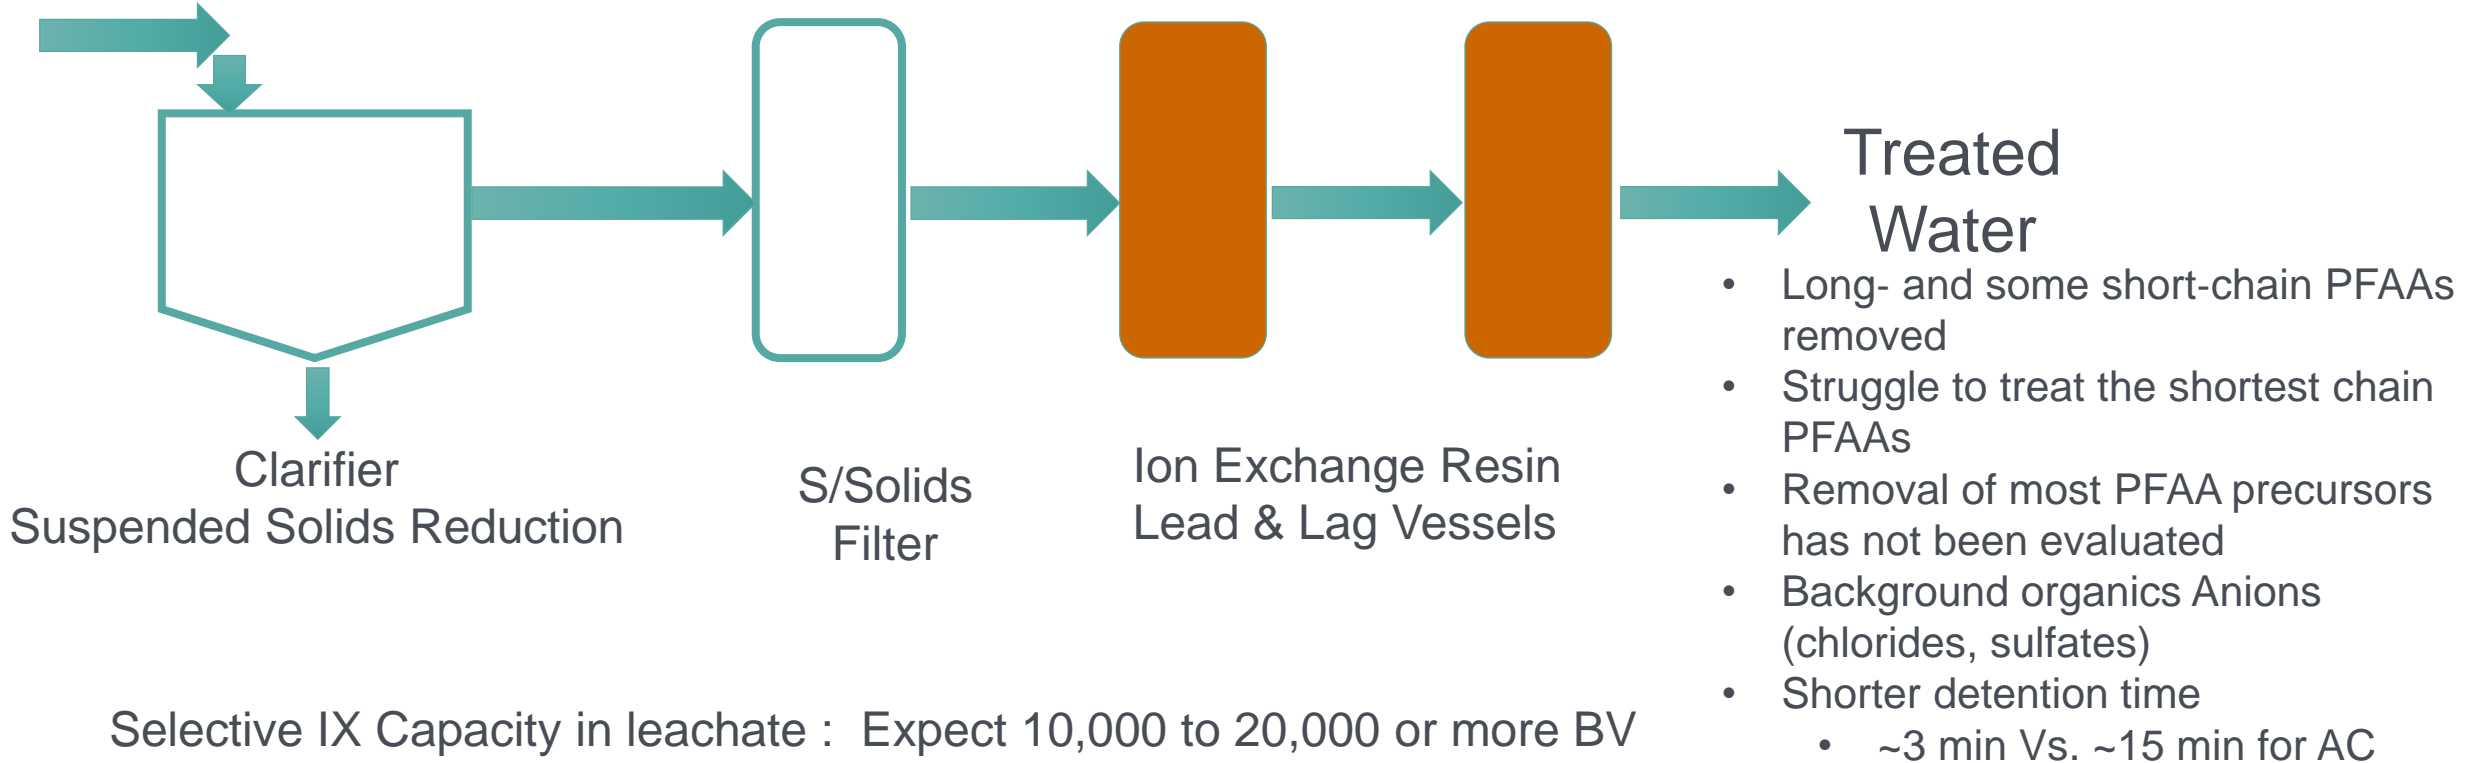 Clarifier
Suspended Solids Reduction
S/Solids
Filter
Ion Exchange Resin
Lead & Lag Vessels
Treated
Water
• Long- and some short-chain PFAAs
removed
• Struggle to treat the shortest chain
PFAAs
• Removal of most PFAA precursors
has not been evaluated
• Background organics Anions
(chlorides, sulfates)
• Shorter detention time
• ~3 min Vs. ~15 min for AC
Selective IX Capacity in leachate : Expect 10,000 to 20,000 or more BV